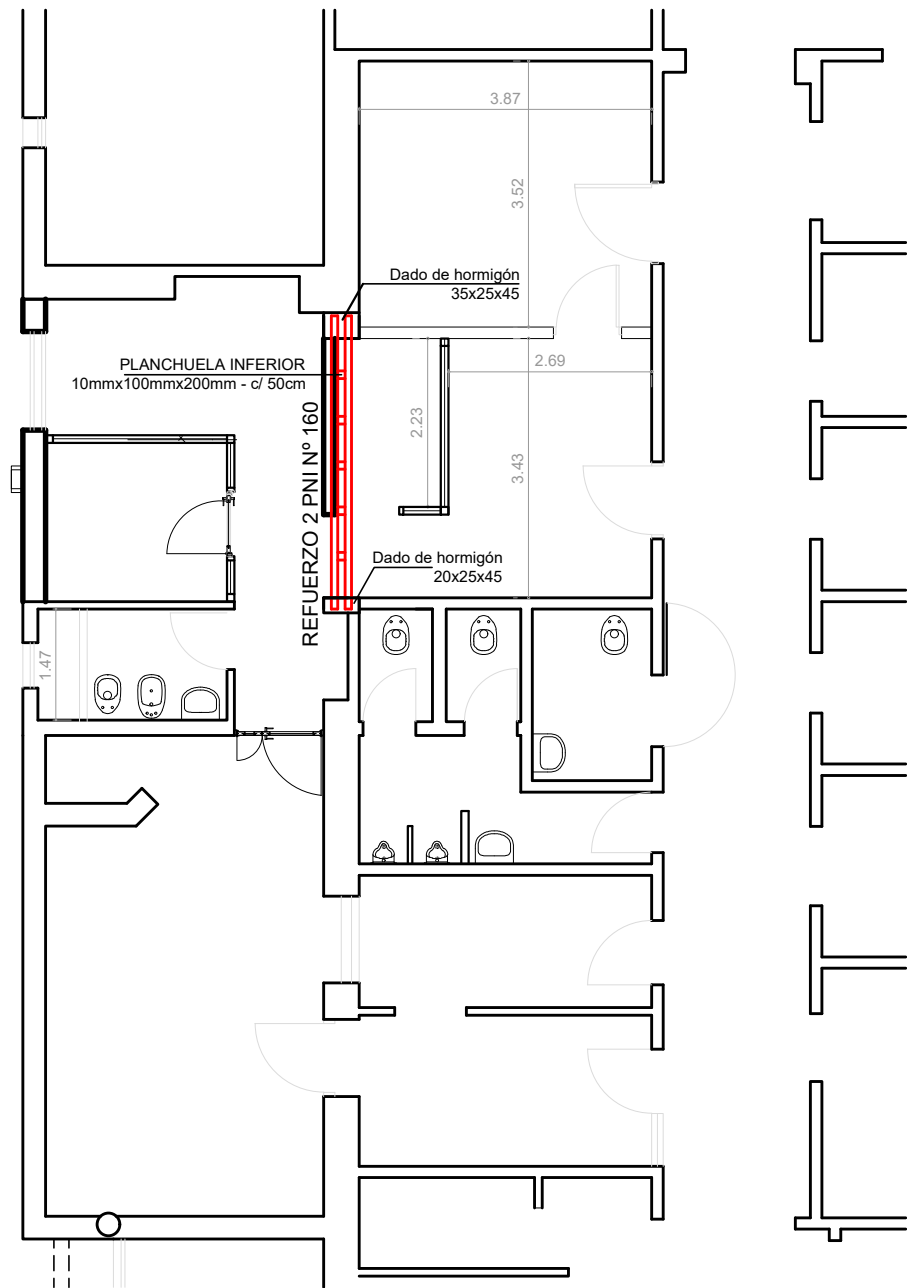 3.87
3.52
Dado de hormigón
35x25x45
PLANCHUELA INFERIOR
10mmx100mmx200mm - c/ 50cm
2.69
2.23
3.43
REFUERZO 2 PNI Nº 160
Dado de hormigón
20x25x45
1.47